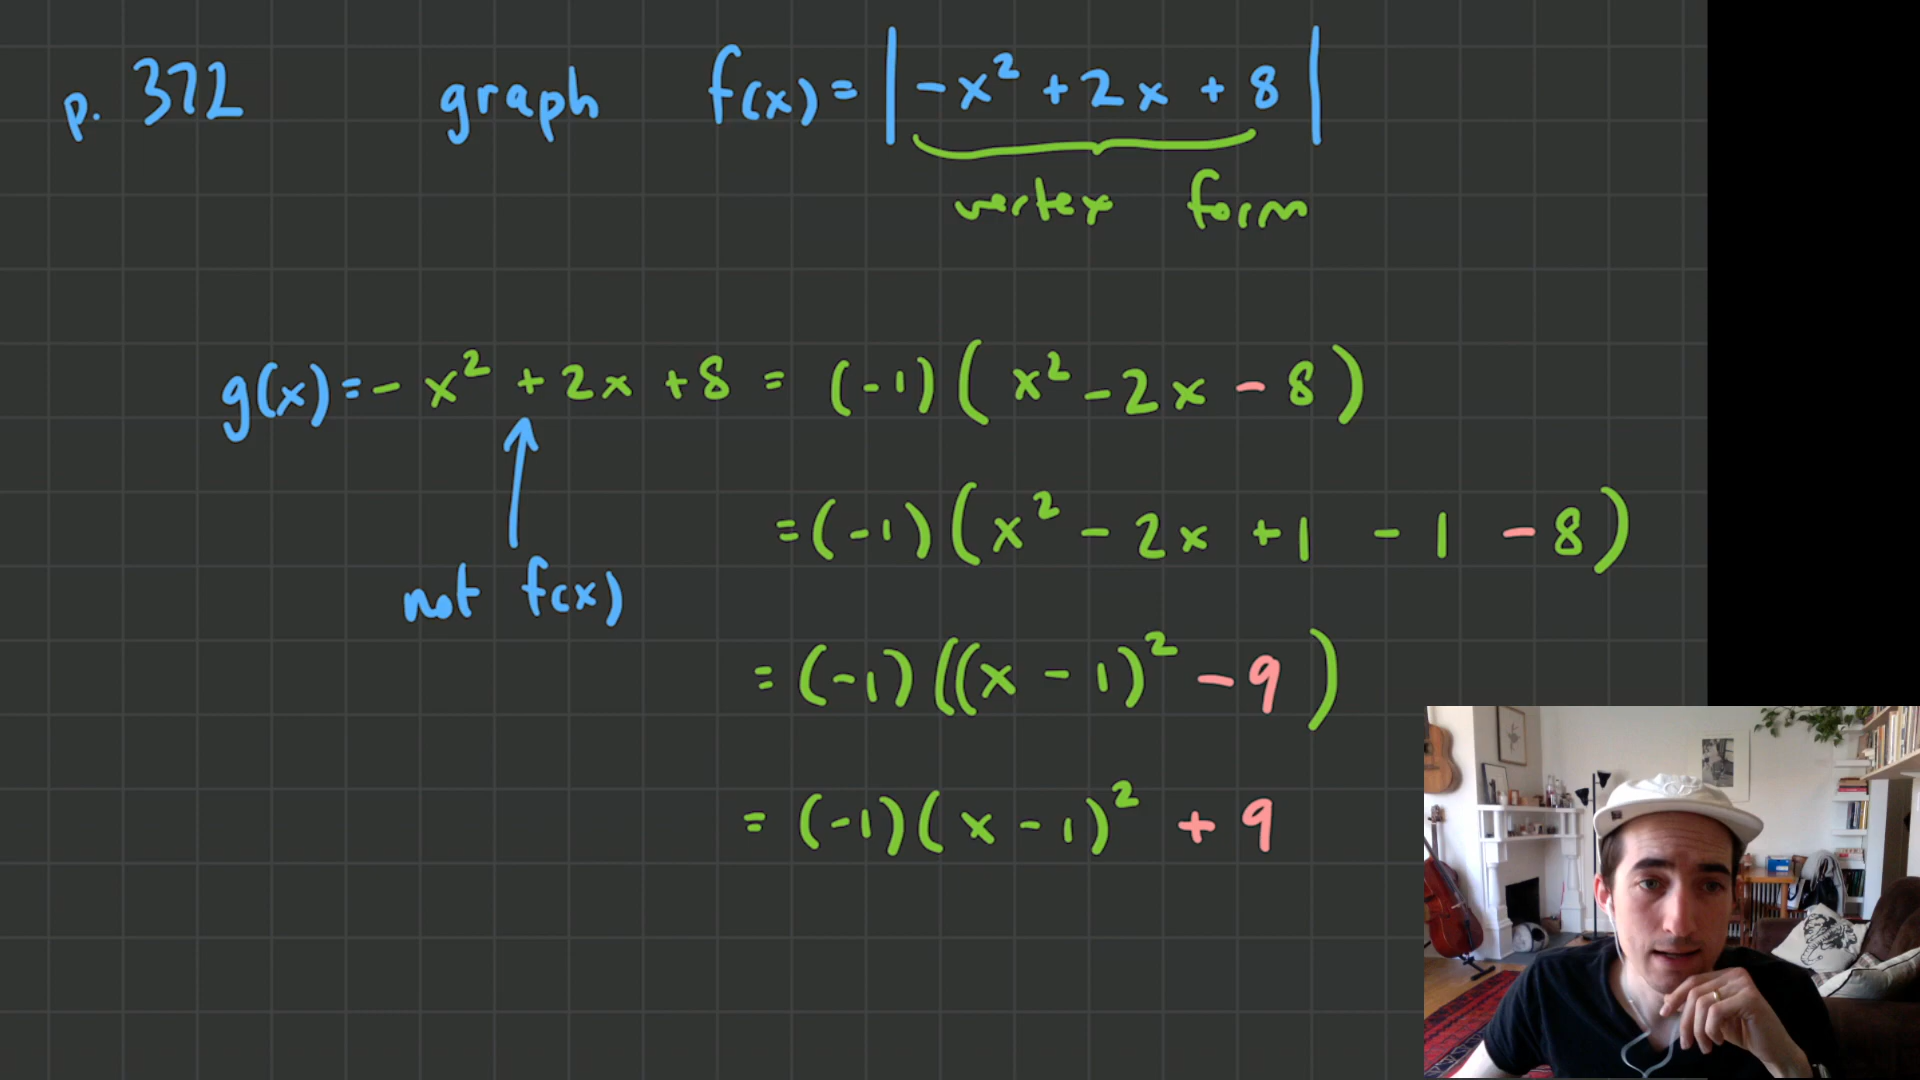 p. 372 graph f(x) = | -x² + 2x + 8 |
vertex form
g(x) = -x² + 2x + 8 = (-1)(x² - 2x - 8)
= (-1)(x² - 2x + 1 - 1 - 8)
not f(x)
= (-1)((x - 1)² - 9)
= (-1)(x - 1)² + 9